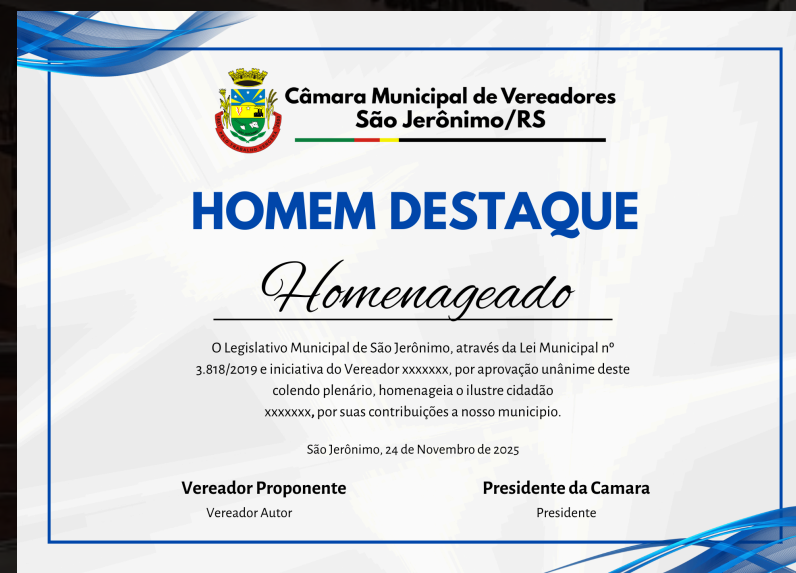 Câmara Municipal de Vereadores
São Jerônimo/RS
HOMEM DESTAQUE
Homenageado
O Legislativo Municipal de São Jerônimo, através da Lei Municipal nº
3.818/2019 e iniciativa do Vereador xxxxxxx, por aprovação unânime deste
colendo plenário, homenageia o ilustre cidadão
xxxxxxx, por suas contribuições a nosso municipio.
São Jerônimo, 24 de Novembro de 2025
Vereador Proponente
Presidente da Camara
Vereador Autor
Presidente